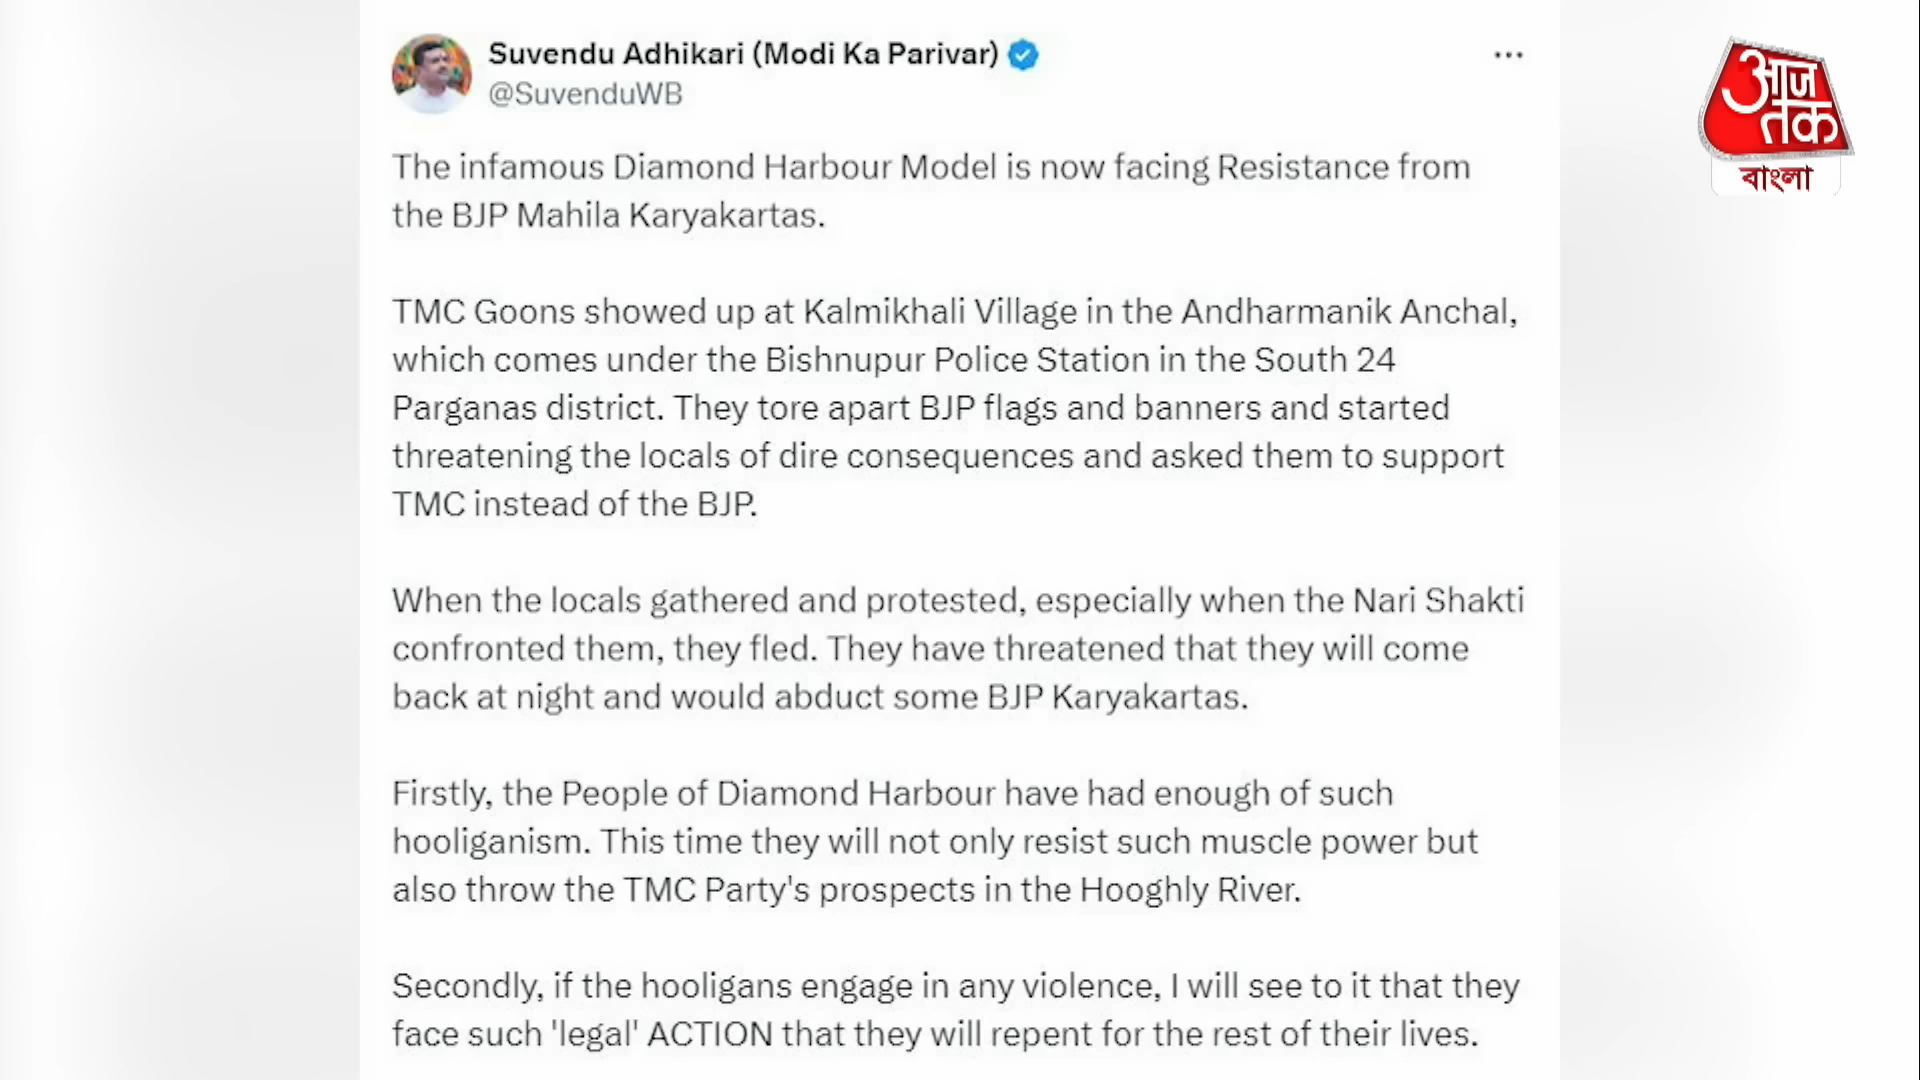 Suvendu Adhikari (Modi Ka Parivar)
@SuvenduWB
The infamous Diamond Harbour Model is now facing Resistance from
the BJP Mahila Karyakartas.
TMC Goons showed up at Kalmikhali Village in the Andharmanik Anchal,
which comes under the Bishnupur Police Station in the South 24
Parganas district. They tore apart BJP flags and banners and started
threatening the locals of dire consequences and asked them to support
TMC instead of the BJP.
When the locals gathered and protested, especially when the Nari Shakti
confronted them, they fled. They have threatened that they will come
back at night and would abduct some BJP Karyakartas.
Firstly, the People of Diamond Harbour have had enough of such
hooliganism. This time they will not only resist such muscle power but
also throw the TMC Party's prospects in the Hooghly River.
Secondly, if the hooligans engage in any violence, I will see to it that they
face such 'legal' ACTION that they will repent for the rest of their lives.
आज
तक
বাংলা